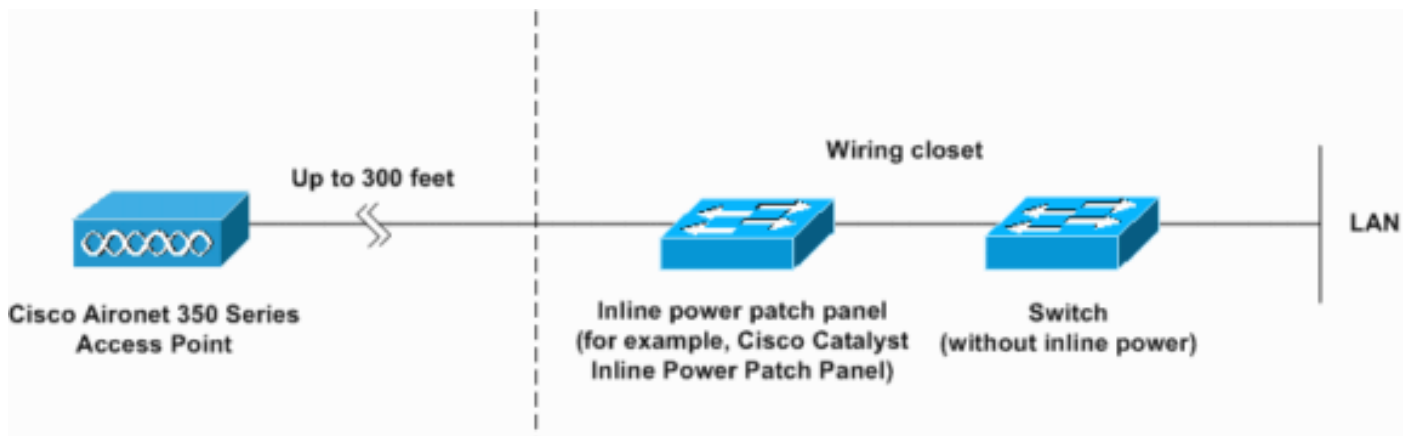 Wiring closet
Up to 300 feet
LAN
Cisco Aironet 350 Series
Access Point
Inline power patch panel
(for example, Cisco Catalyst
Inline Power Patch Panel)
Switch
(without inline power)